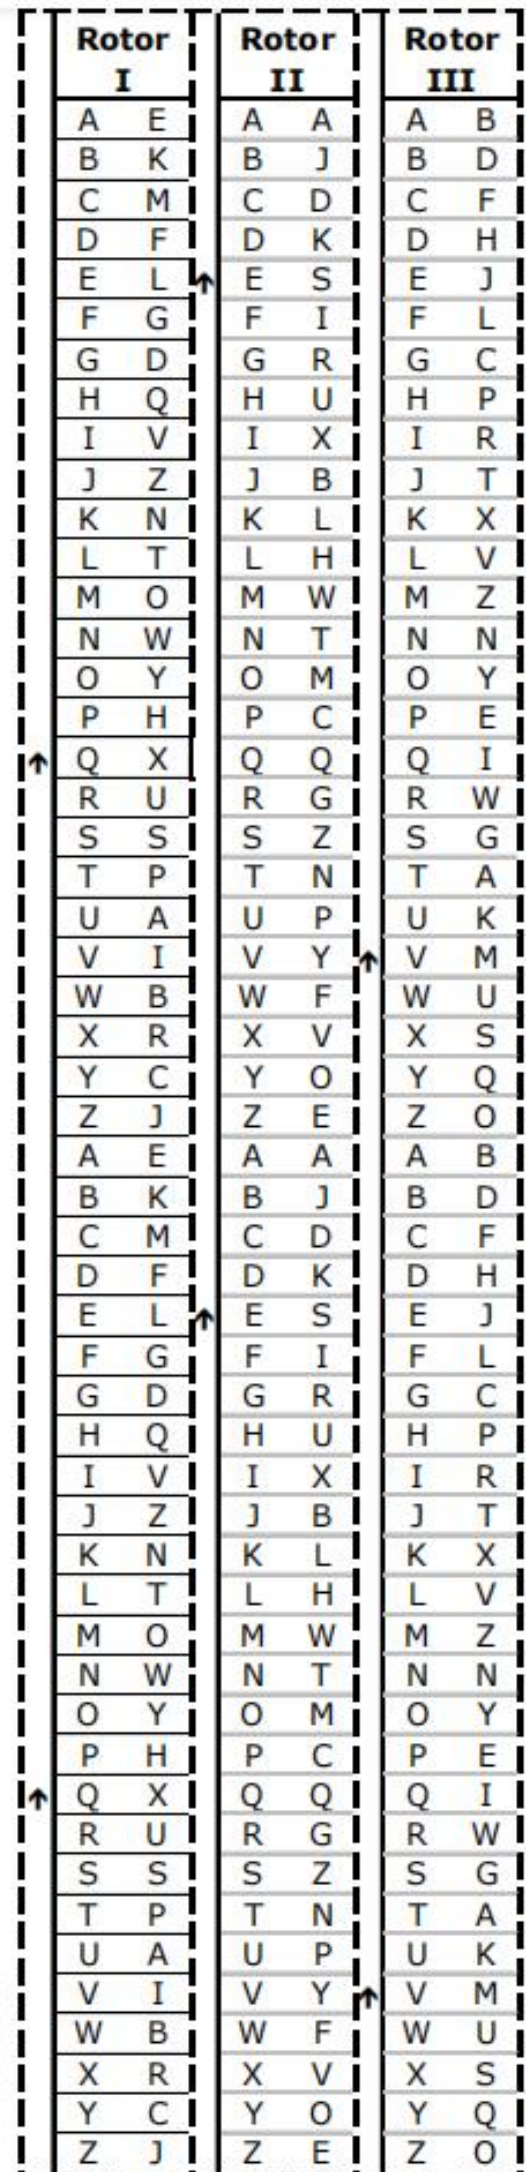 Rotor Rotor Rotor
I II III
A E A A A B
B K B J B D
C M C D C F
D F D K D H
E L ↑ E S E J
F G F I F L
G D G R G C
H Q H U H P
I V I X I R
J Z J B J T
K N K L K X
L T L H L V
M O M W M Z
N W N T N N
O Y O M O Y
P H P C P E
↑ Q X Q Q Q I
R U R G R W
S S S Z S G
T P T N T A
U A U P U K
V I V Y ↑ V M
W B W F W U
X R X V X S
Y C Y O Y Q
Z J Z E Z O
A E A A A B
B K B J B D
C M C D C F
D F D K D H
E L ↑ E S E J
F G F I F L
G D G R G C
H Q H U H P
I V I X I R
J Z J B J T
K N K L K X
L T L H L V
M O M W M Z
N W N T N N
O Y O M O Y
P H P C P E
↑ Q X Q Q Q I
R U R G R W
S S S Z S G
T P T N T A
U A U P U K
V I V Y ↑ V M
W B W F W U
X R X V X S
Y C Y O Y Q
Z J Z E Z O